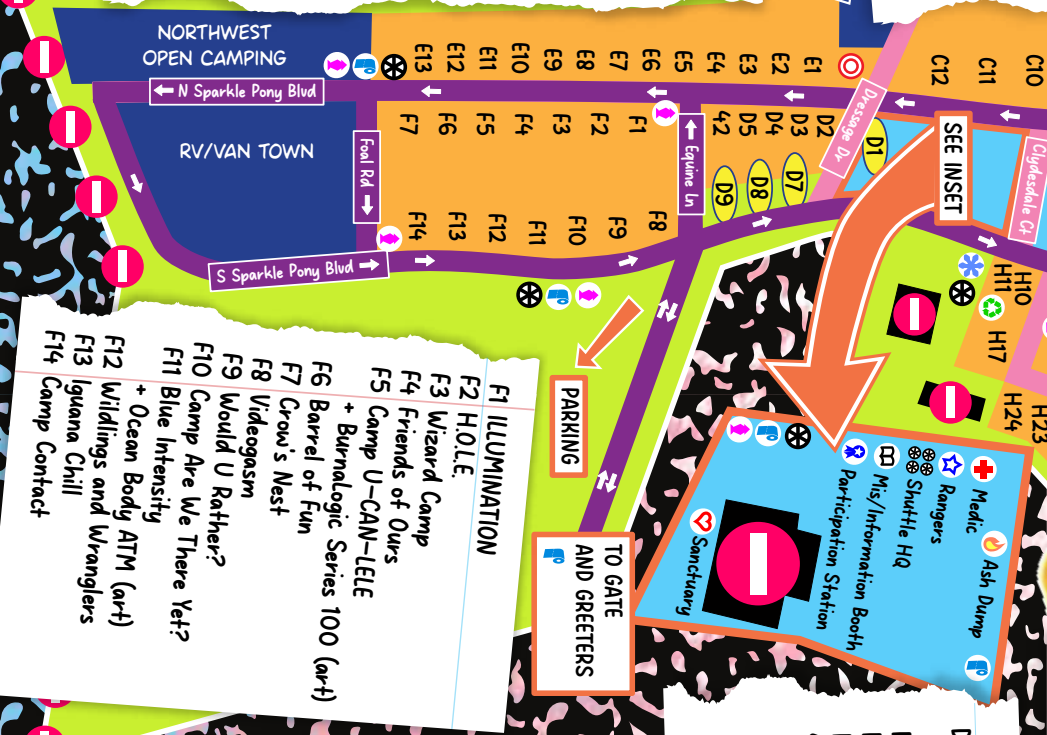 NORTHWEST
OPEN CAMPING
← N Sparkle Pony Blvd
RV/VAN TOWN
Foal Rd →
S Sparkle Pony Blvd →
E13
E12
E11
E10
E9
E8
E7
E6
E5
E4
E3
E2
E1
C12
C11
C10
F7
F6
F5
F4
F3
F2
F1
← Equine Ln
42
D5
D4
D3
D2
Dressage Dr
D1
SEE INSET
Clydesdale Ct
D9
D8
D7
F14
F13
F12
F11
F10
F9
F8
H11
H10
H17
H24
H23
PARKING
TO GATE
AND GREETERS
Medic
Ash Dump
Rangers
Shuttle HQ
Mis/Information Booth
Participation Station
Sanctuary
F1 ILLUMINATION
F2 H.O.L.E.
F3 Wizard Camp
F4 Friends of Ours
F5 Camp U-CAN-LELE
+ Burnalogic Series 100 (art)
F6 Barrel of Fun
F7 Crow's Nest
F8 Videogasm
F9 Would U Rather?
F10 Camp Are We There Yet?
F11 Blue Intensity
+ Ocean Body ATM (art)
F12 Wildlings and Wranglers
F13 Iguana Chill
F14 Camp Contact